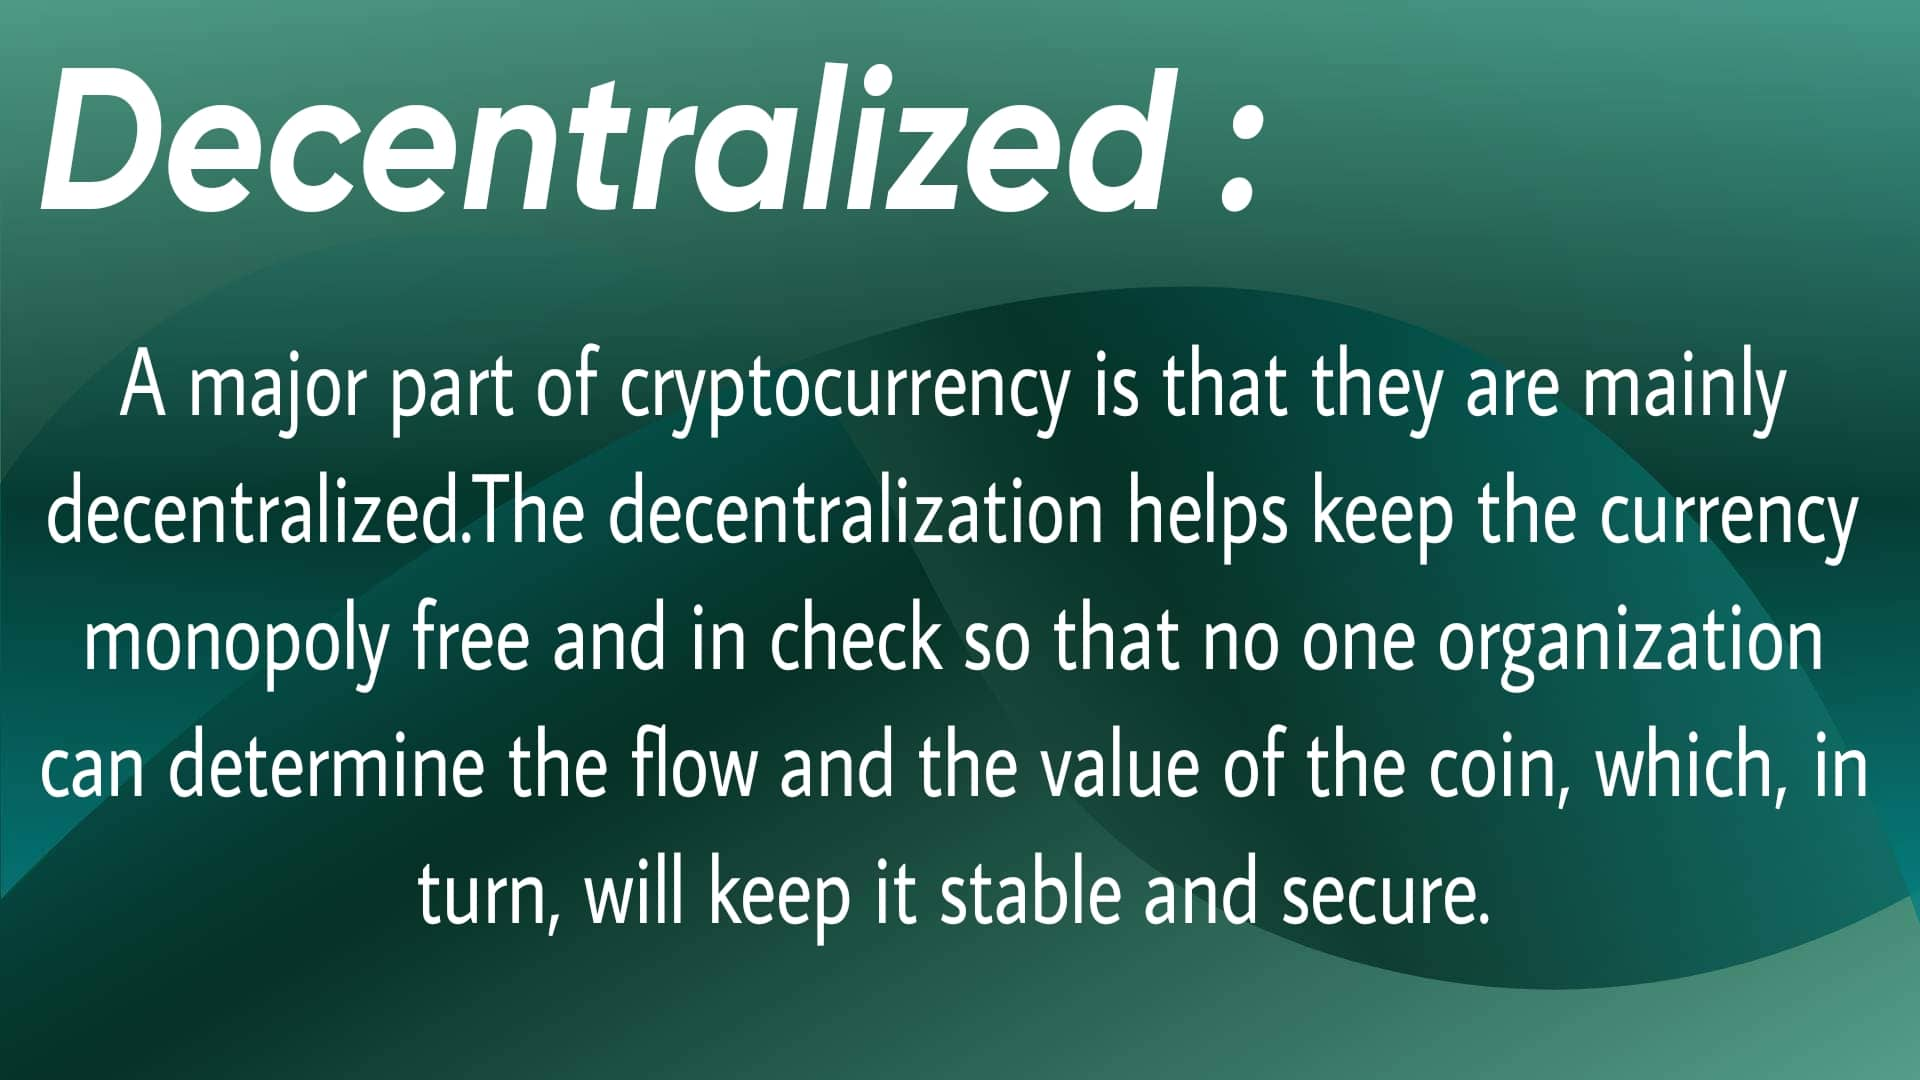 Decentralized :
A major part of cryptocurrency is that they are mainly
decentralized.The decentralization helps keep the currency
monopoly free and in check so that no one organization
can determine the flow and the value of the coin, which, in
turn, will keep it stable and secure.